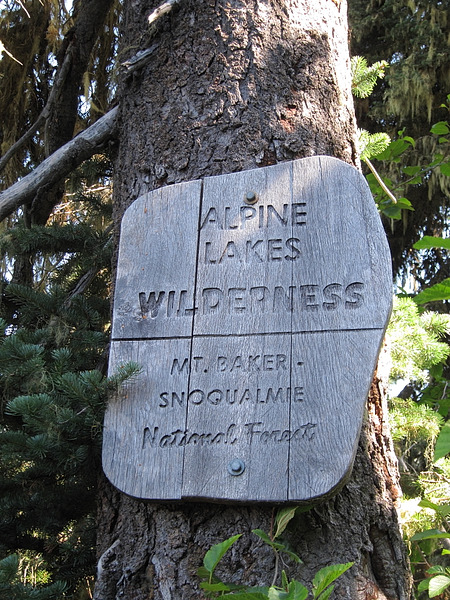 ALPINE
LAKES
WILDERNESS
MT. BAKER -
SNOQUALMIE
National Forest